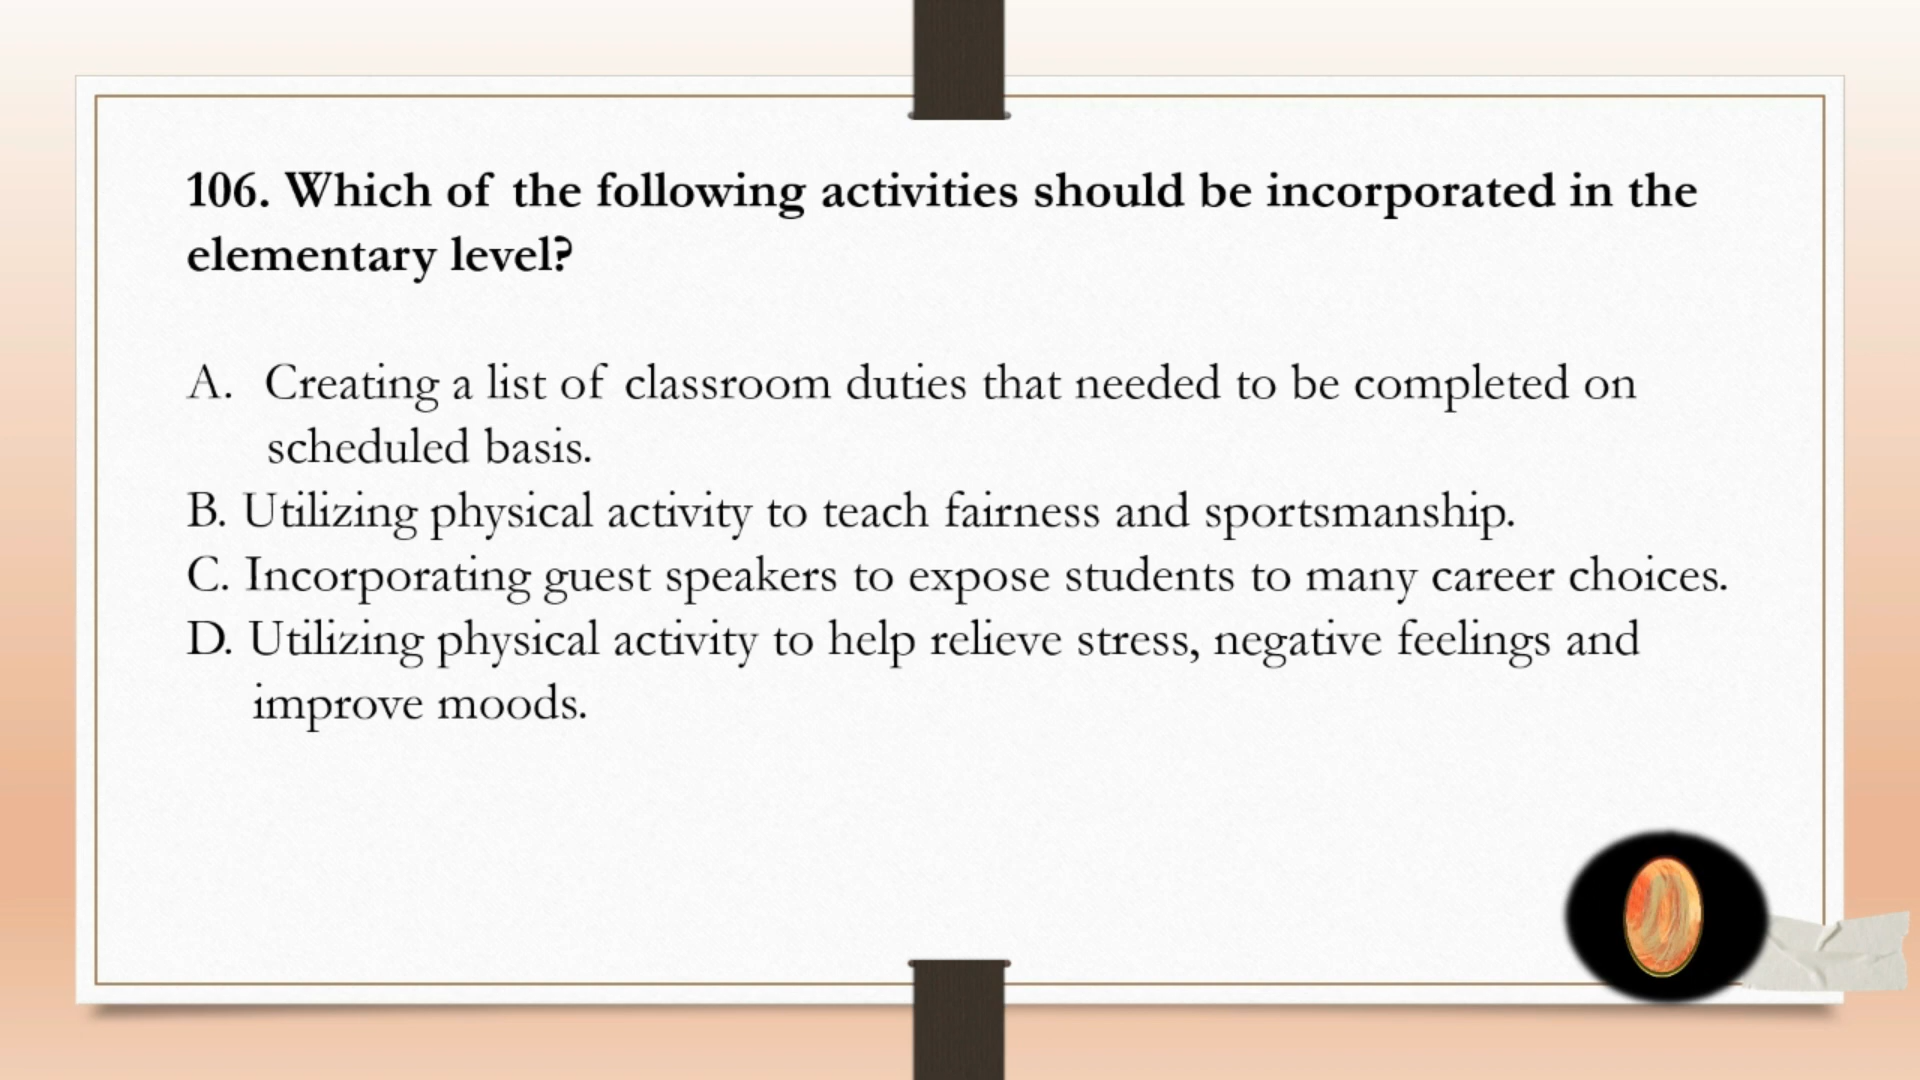 106. Which of the following activities should be incorporated in the
elementary level?
A. Creating a list of classroom duties that needed to be completed on
scheduled basis.
B. Utilizing physical activity to teach fairness and sportsmanship.
C. Incorporating guest speakers to expose students to many career choices.
D. Utilizing physical activity to help relieve stress, negative feelings and
improve moods.